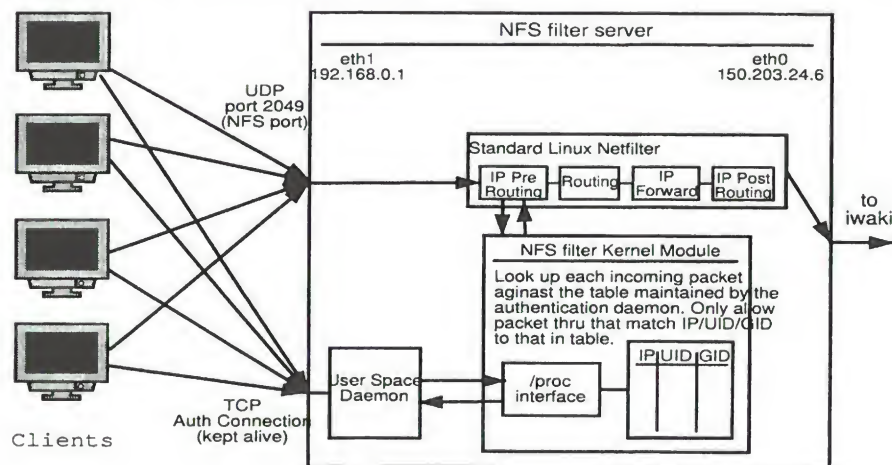 NFS filter server
eth1
192.168.0.1
eth0
150.203.24.6
UDP
port 2049
(NFS port)
Standard Linux Netfilter
IP Pre
Routing
Routing
IP
Forward
IP Post
Routing
to
iwaki
NFS filter Kernel Module
Look up each incoming packet
aginast the table maintained by the
authentication daemon. Only allow
packet thru that match IP/UID/GID
to that in table.
IP UID GID
User Space
Daemon
/proc
interface
TCP
Auth Connection
(kept alive)
Clients